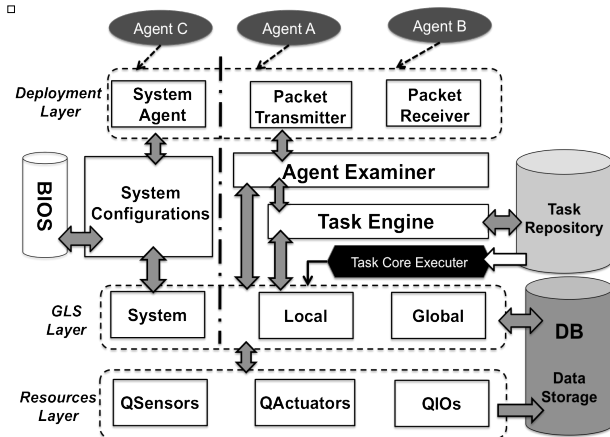 Agent C
Agent A
Agent B
Deployment
Layer
System
Agent
Packet
Transmitter
Packet
Receiver
BIOS
System
Configurations
Agent Examiner
Task Engine
Task
Repository
Task Core Executer
GLS
Layer
System
Local
Global
DB
Data
Storage
Resources
Layer
QSensors
QActuators
QIOs